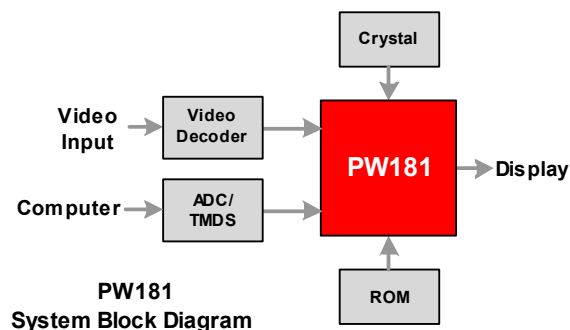 Crystal
Video
Input
Video
Decoder
PW181
Display
Computer
ADC/
TMDS
ROM
PW181
System Block Diagram